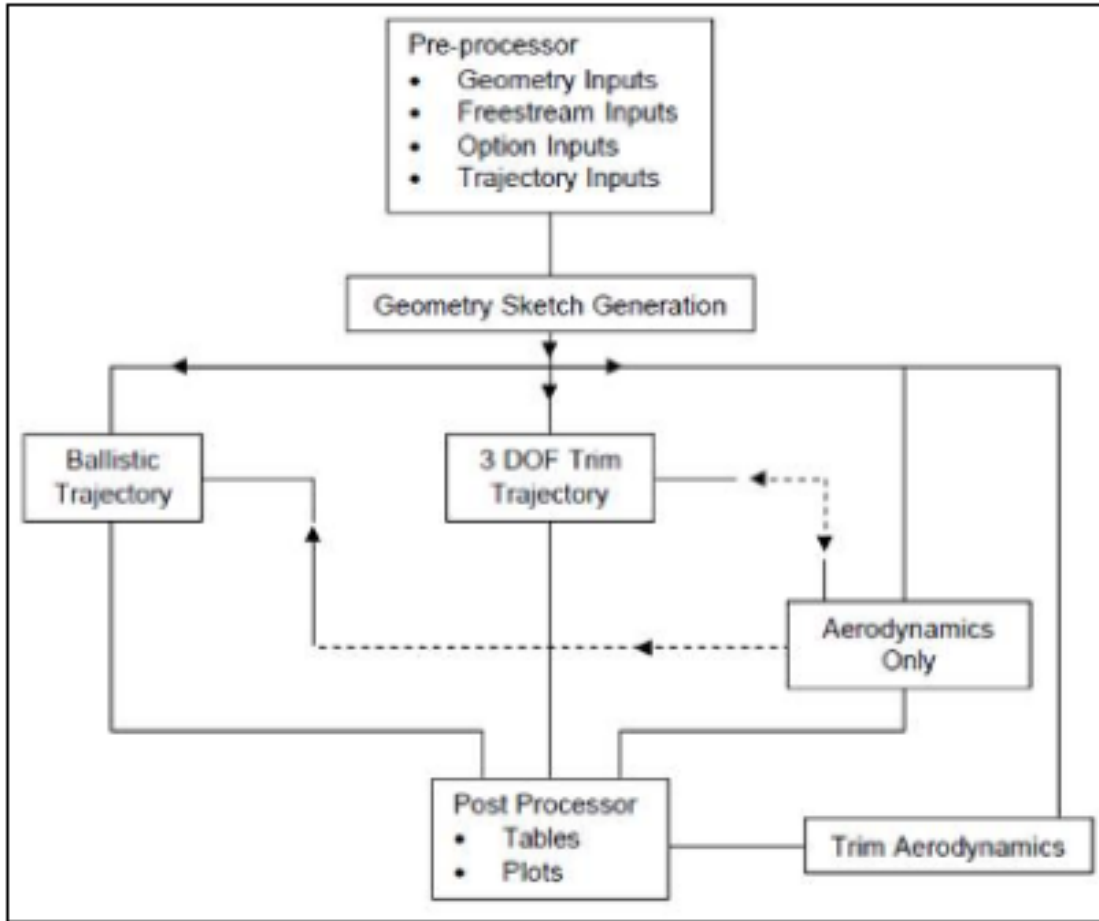 Pre-processor
• Geometry Inputs
• Freestream Inputs
• Option Inputs
• Trajectory Inputs
Geometry Sketch Generation
Ballistic
Trajectory
3 DOF Trim
Trajectory
Aerodynamics
Only
Post Processor
• Tables
• Plots
Trim Aerodynamics